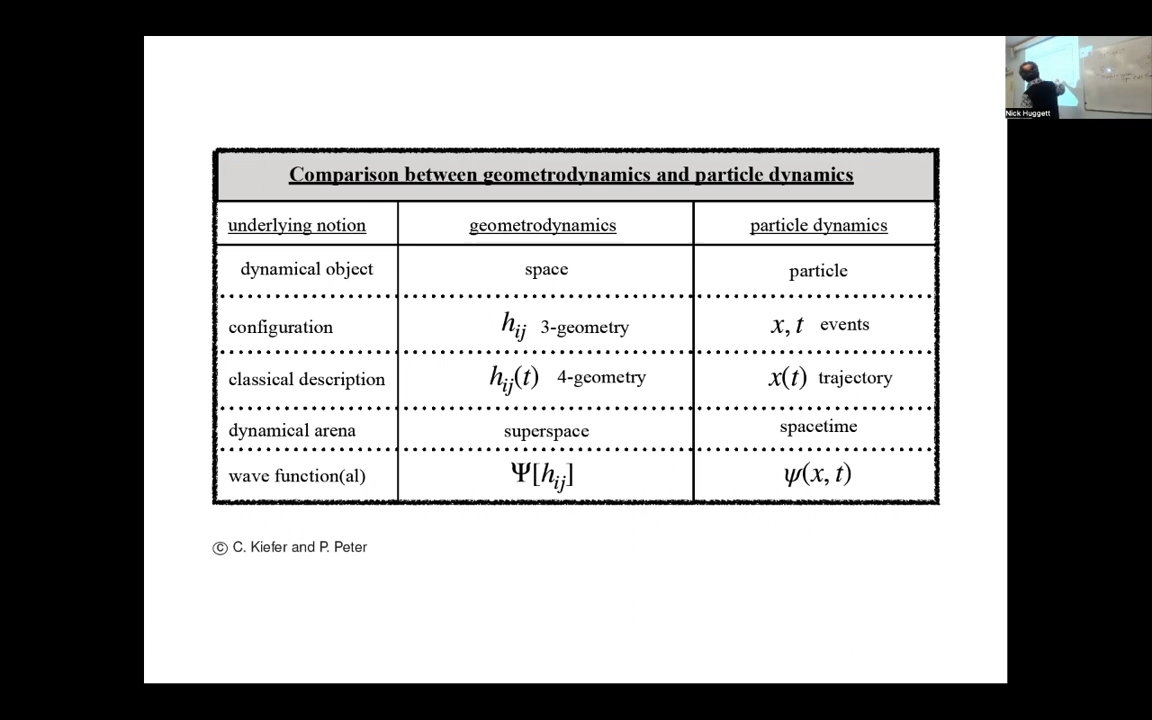 Nick Huggett
Comparison between geometrodynamics and particle dynamics
underlying notion geometrodynamics particle dynamics
dynamical object space particle
configuration h_ij 3-geometry x, t events
classical description h_ij(t) 4-geometry x(t) trajectory
dynamical arena superspace spacetime
wave function(al) Ψ[h_ij] ψ(x, t)
© C. Kiefer and P. Peter